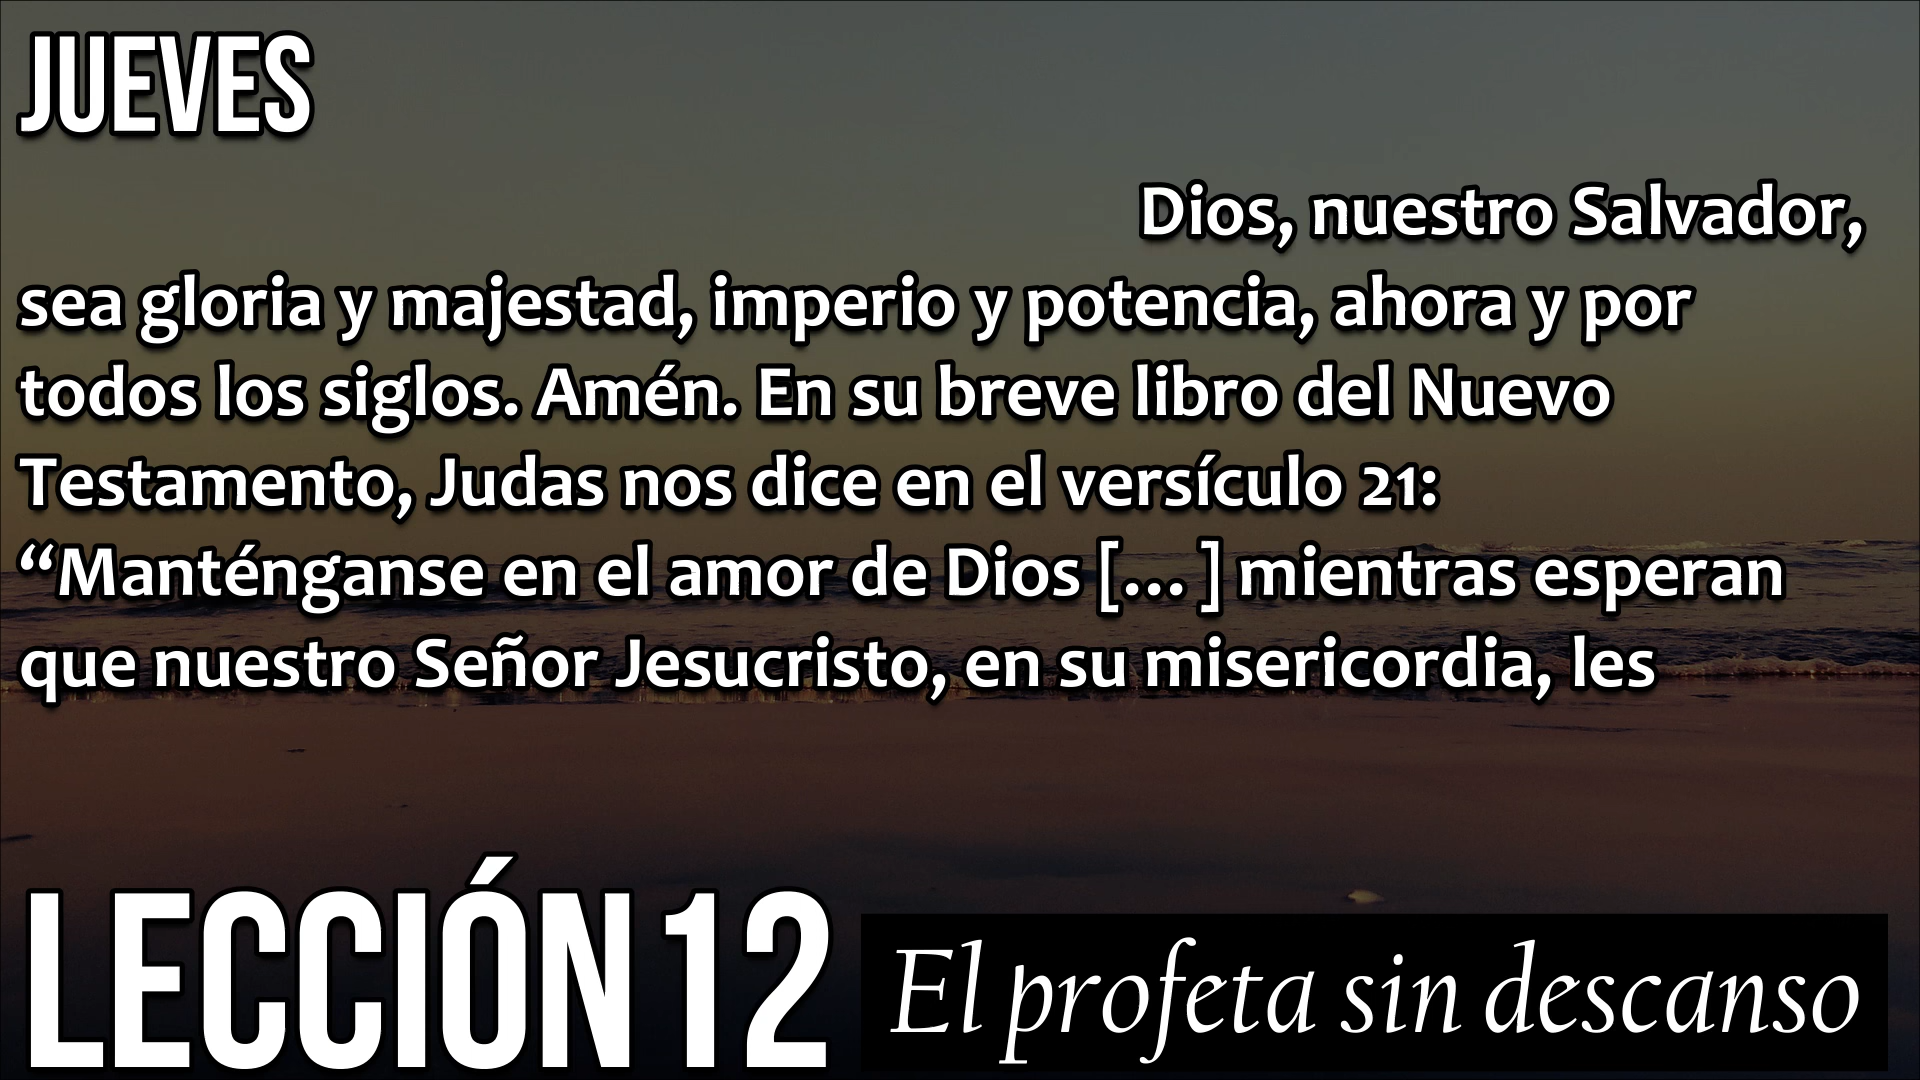 JUEVES
Dios, nuestro Salvador,
sea gloria y majestad, imperio y potencia, ahora y por
todos los siglos. Amén. En su breve libro del Nuevo
Testamento, Judas nos dice en el versículo 21:
“Manténganse en el amor de Dios [… ] mientras esperan
que nuestro Señor Jesucristo, en su misericordia, les
LECCIÓN 12
El profeta sin descanso